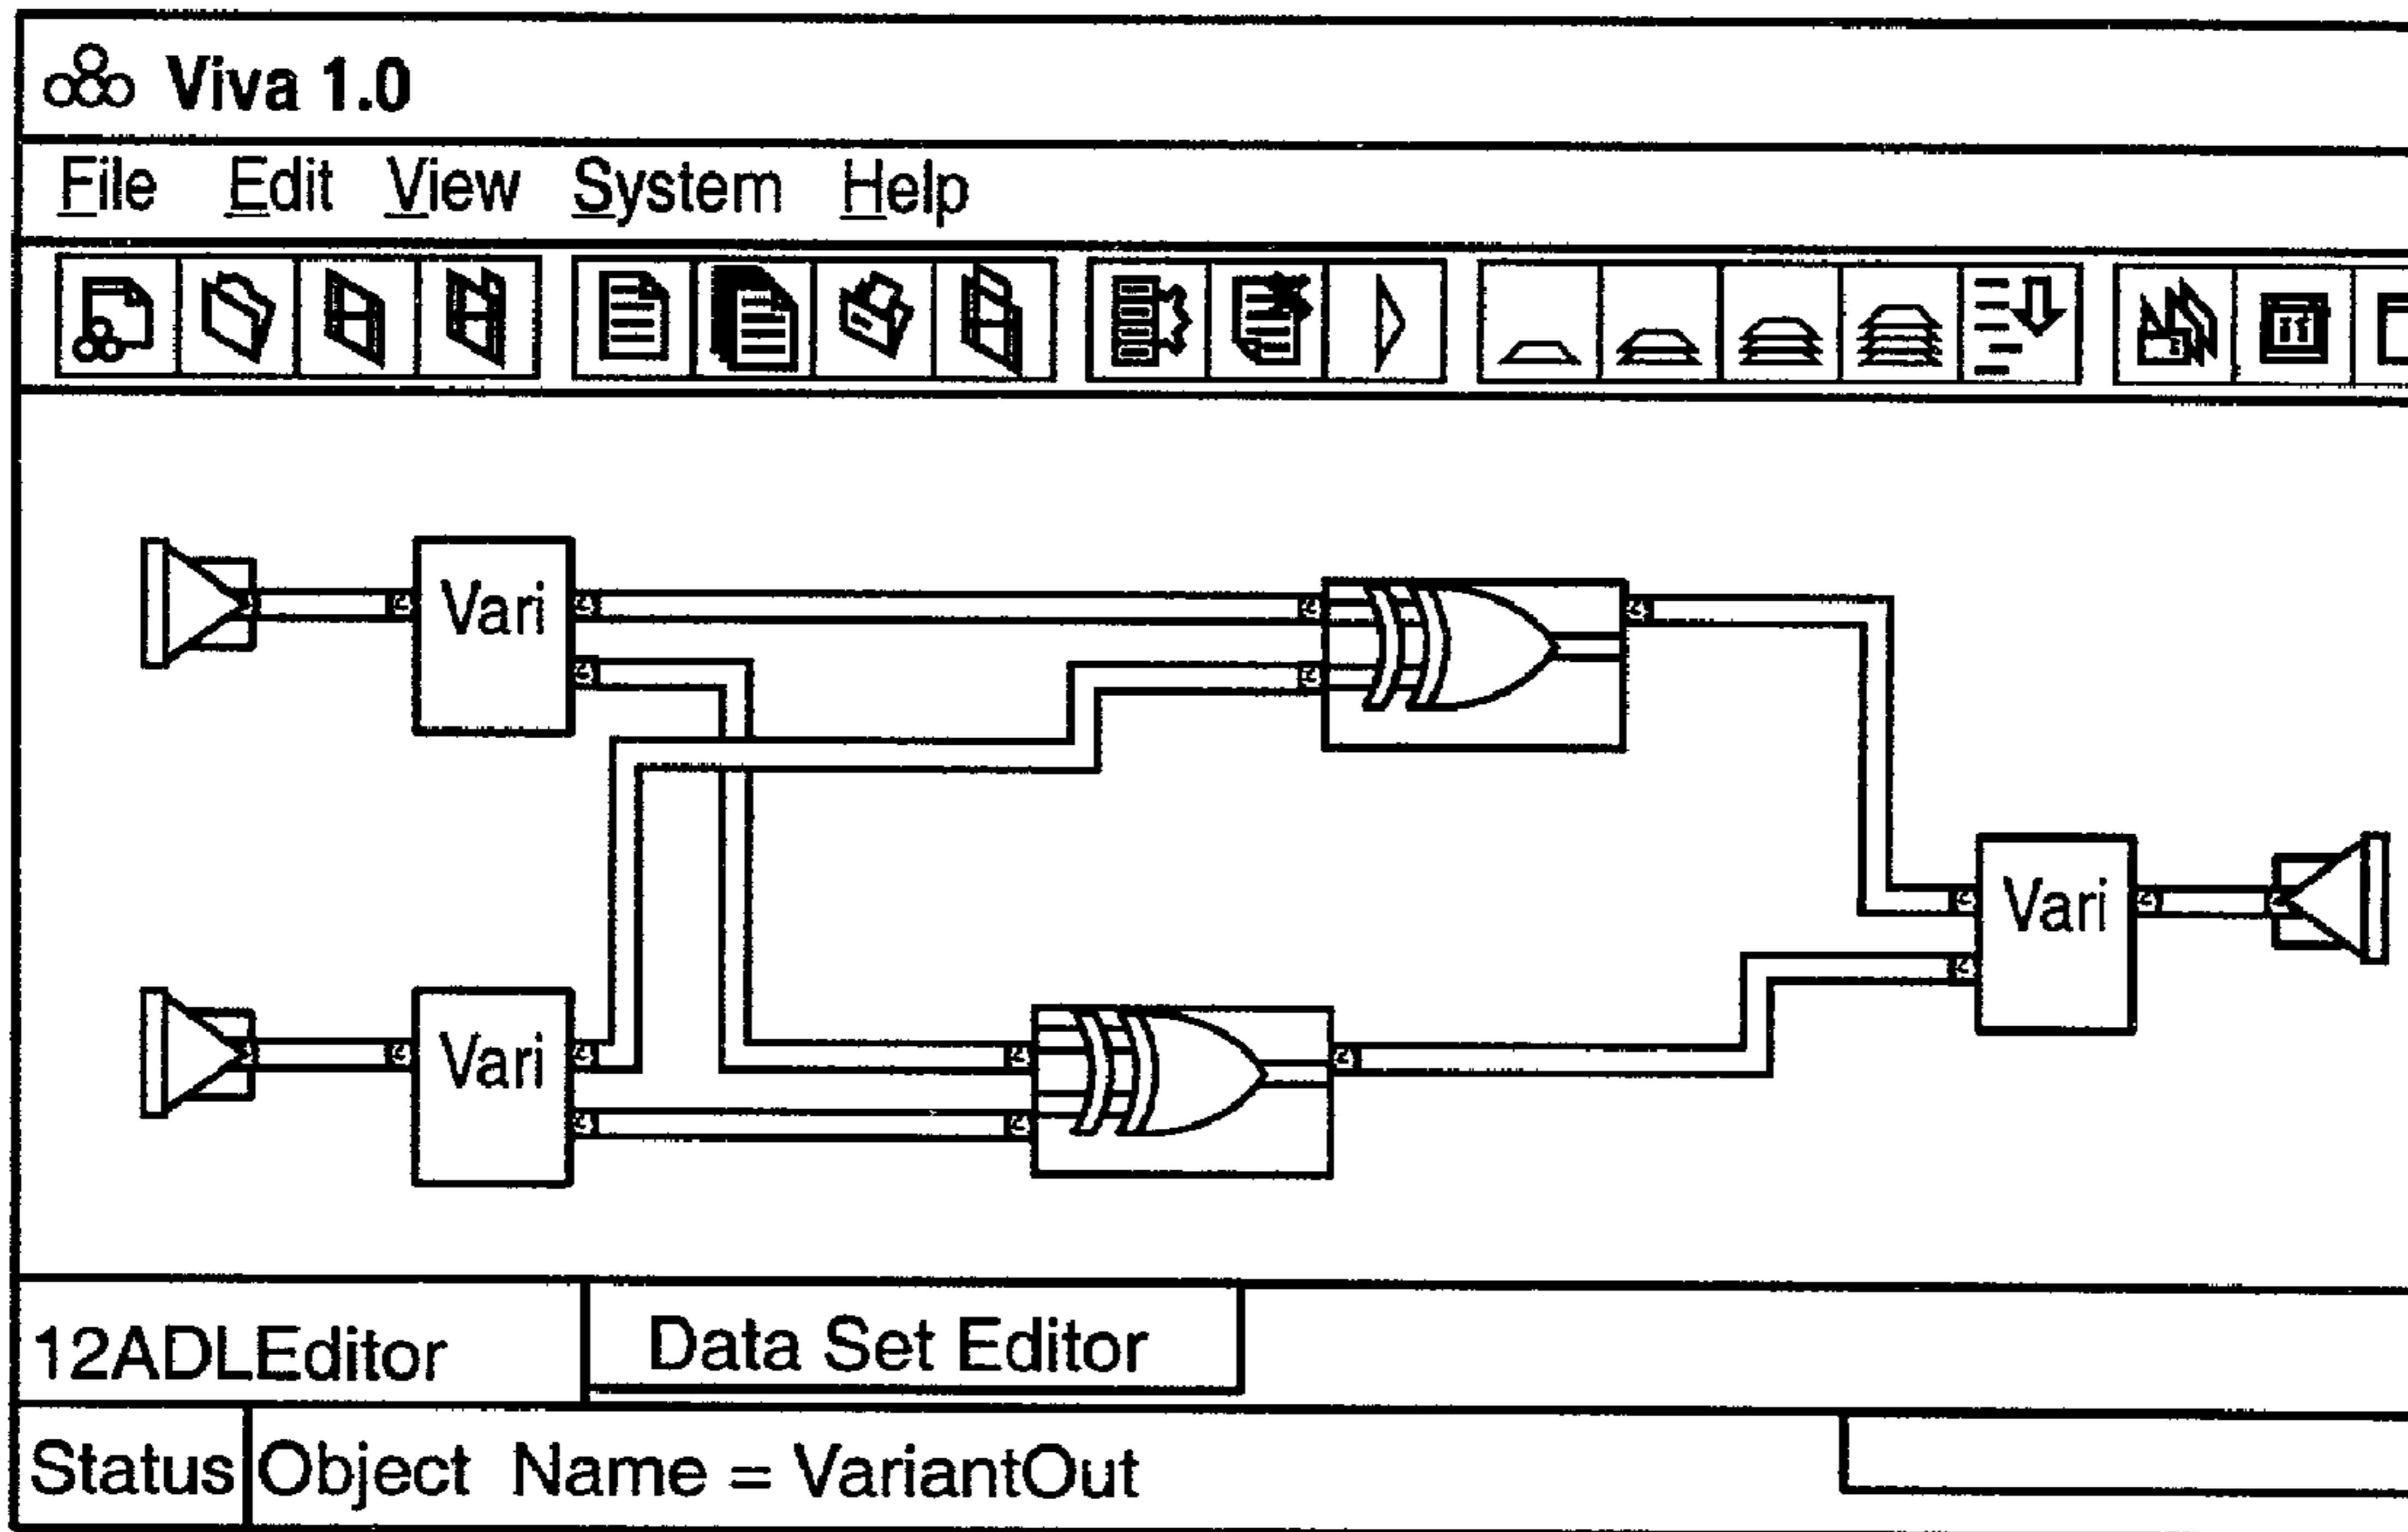 Viva 1.0
File Edit View System Help
Vari
Vari
Vari
12ADLEditor Data Set Editor
Status Object Name = VariantOut